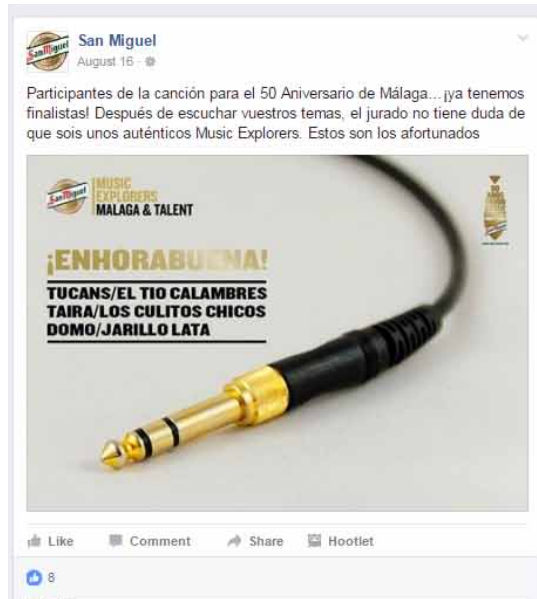 San Miguel
August 16
Participantes de la canción para el 50 Aniversario de Málaga... ¡ya tenemos
finalistas! Después de escuchar vuestros temas, el jurado no tiene duda de
que sois unos auténticos Music Explorers. Estos son los afortunados
San Miguel
MUSIC
EXPLORERS
MALAGA & TALENT
¡ENHORABUENA!
TUCANS/EL TIO CALAMBRES
TAIRA/LOS CULITOS CHICOS
DOMO/JARILLO LATA
Like Comment Share Hootlet
8